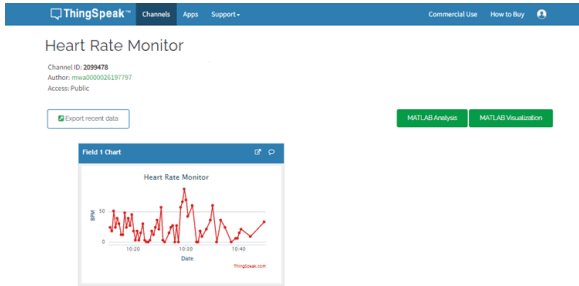 ThingSpeak™ Channels Apps Support Commercial Use How to Buy
Heart Rate Monitor
Channel ID: 2099478
Author: mwa0000026197797
Access: Public
Export recent data MATLAB Analysis MATLAB Visualization
Field 1 Chart
Heart Rate Monitor
BPM
50
0
10:20 10:30 10:40
Date
ThingSpeak.com